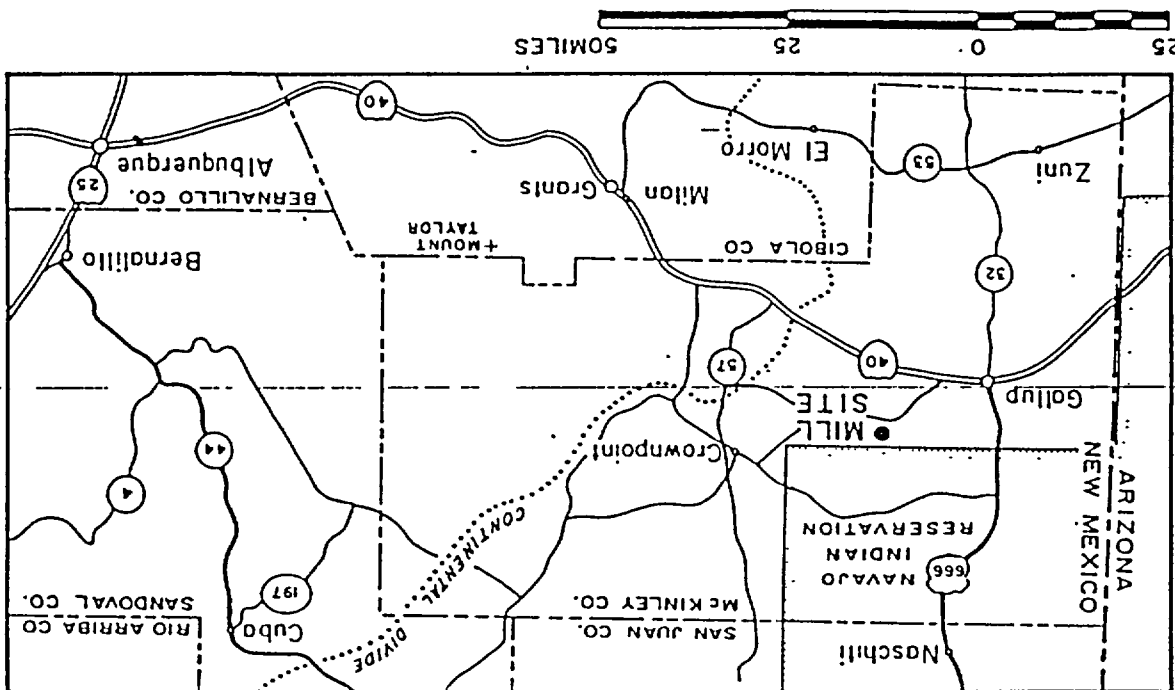 Naschiti
SAN JUAN CO.
McKINLEY CO.
DIVIDE
CONTINENTAL
Cuba
RIO ARRIBA CO
SANDOVAL CO.
666
197
ARIZONA
NEW MEXICO
NAVAJO
INDIAN
RESERVATION
4
44
Crownpoint
MILL
SITE
Gallup
40
57
32
Bernalillo
CIBOLA CO
+MOUNT
TAYLOR
BERNALILLO CO.
25
Milan
Grants
Zuni
53
El Morro
Albuquerque
40
25 0 25 50MILES